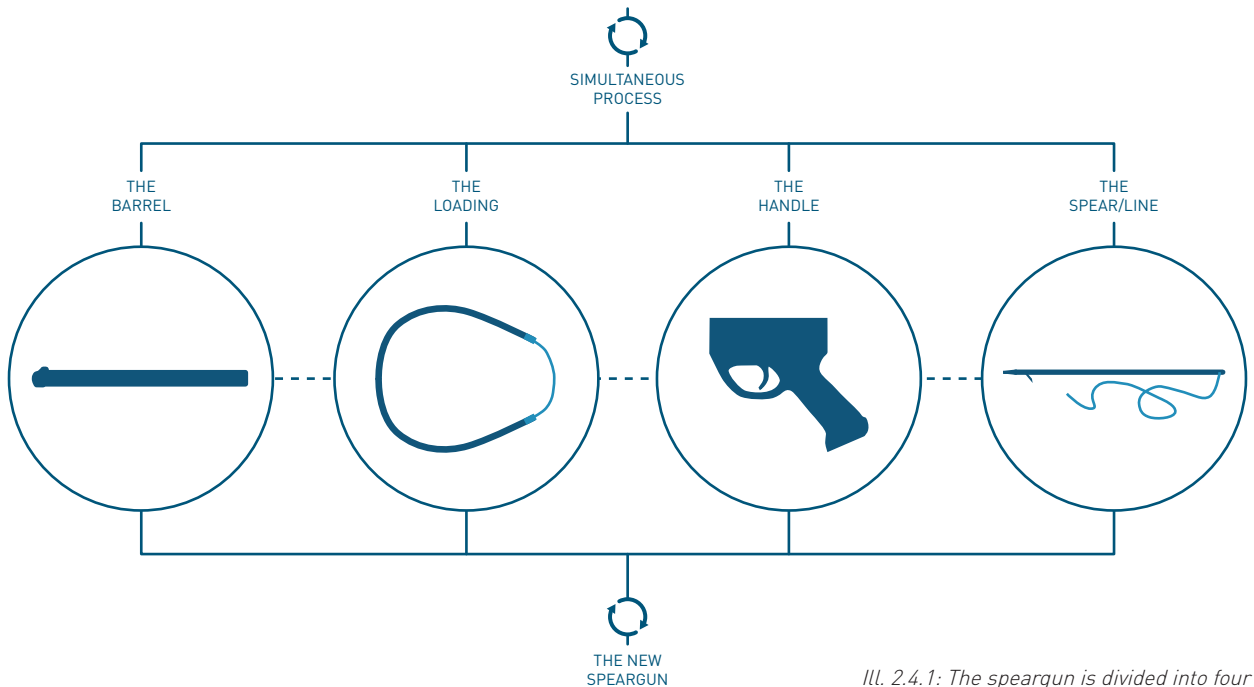 SIMULTANEOUS
PROCESS
THE
BARREL
THE
LOADING
THE
HANDLE
THE
SPEAR/LINE
THE NEW
SPEARGUN
Ill. 2.4.1: The speargun is divided into four